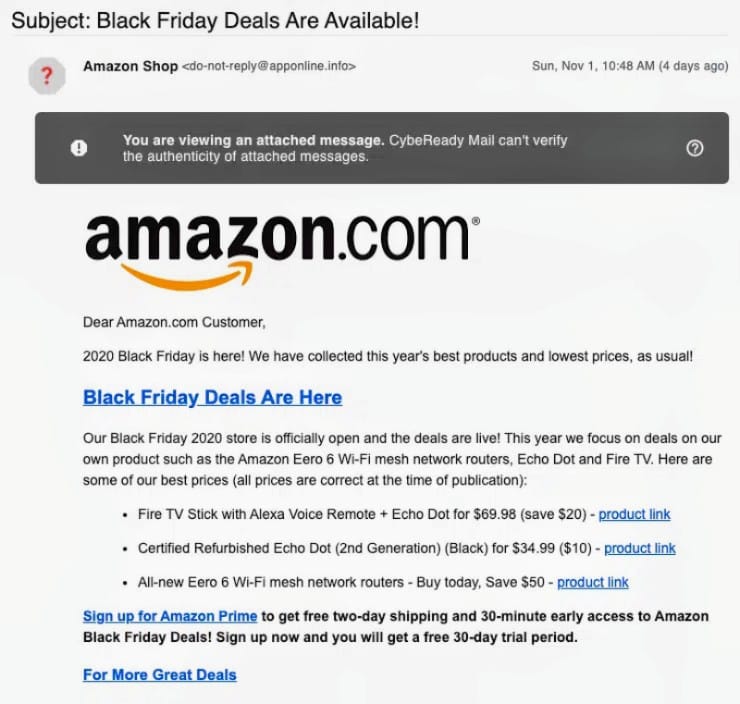 Subject: Black Friday Deals Are Available!
Amazon Shop <do-not-reply@apponline.info>
Sun, Nov 1, 10:48 AM (4 days ago)
?
You are viewing an attached message. CybeReady Mail can't verify
the authenticity of attached messages.
amazon.com®
Dear Amazon.com Customer,
2020 Black Friday is here! We have collected this year's best products and lowest prices, as usual!
Black Friday Deals Are Here
Our Black Friday 2020 store is officially open and the deals are live! This year we focus on deals on our
own product such as the Amazon Eero 6 Wi-Fi mesh network routers, Echo Dot and Fire TV. Here are
some of our best prices (all prices are correct at the time of publication):
• Fire TV Stick with Alexa Voice Remote + Echo Dot for $69.98 (save $20) - product link
• Certified Refurbished Echo Dot (2nd Generation) (Black) for $34.99 ($10) - product link
• All-new Eero 6 Wi-Fi mesh network routers - Buy today, Save $50 - product link
Sign up for Amazon Prime to get free two-day shipping and 30-minute early access to Amazon
Black Friday Deals! Sign up now and you will get a free 30-day trial period.
For More Great Deals